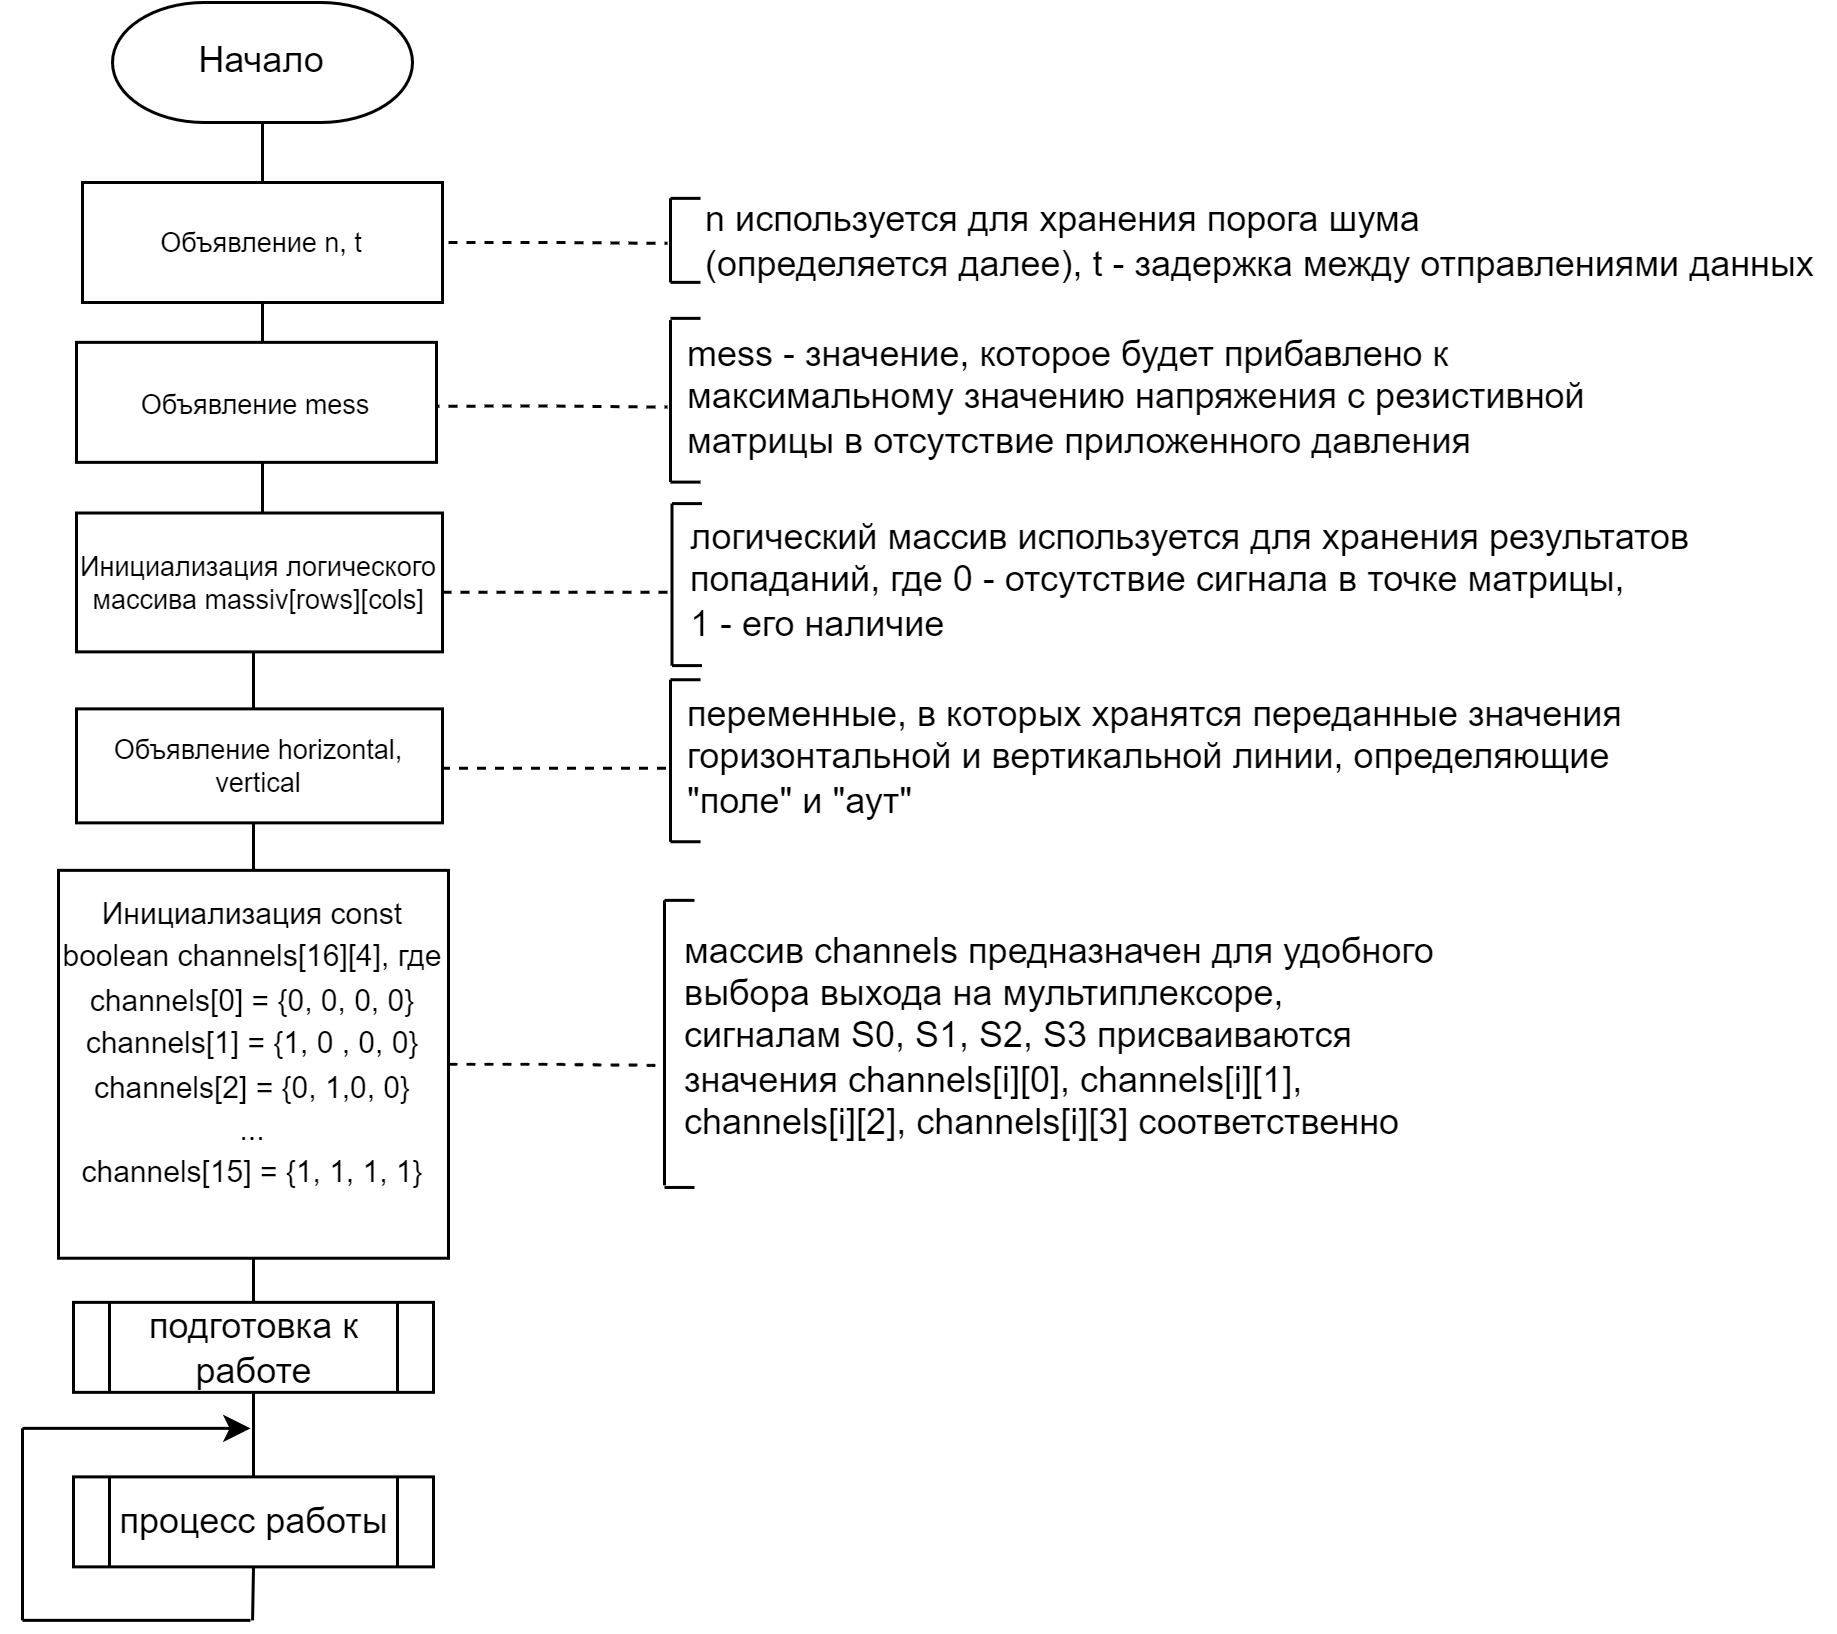 Начало
Объявление n, t
n используется для хранения порога шума
(определяется далее), t - задержка между отправлениями данных
Объявление mess
mess - значение, которое будет прибавлено к
максимальному значению напряжения с резистивной
матрицы в отсутствие приложенного давления
Инициализация логического
массива massiv[rows][cols]
логический массив используется для хранения результатов
попаданий, где 0 - отсутствие сигнала в точке матрицы,
1 - его наличие
Объявление horizontal,
vertical
переменные, в которых хранятся переданные значения
горизонтальной и вертикальной линии, определяющие
"поле" и "аут"
Инициализация const
boolean channels[16][4], где
channels[0] = {0, 0, 0, 0}
channels[1] = {1, 0 , 0, 0}
channels[2] = {0, 1,0, 0}
...
channels[15] = {1, 1, 1, 1}
массив channels предназначен для удобного
выбора выхода на мультиплексоре,
сигналам S0, S1, S2, S3 присваиваются
значения channels[i][0], channels[i][1],
channels[i][2], channels[i][3] соответственно
подготовка к
работе
процесс работы